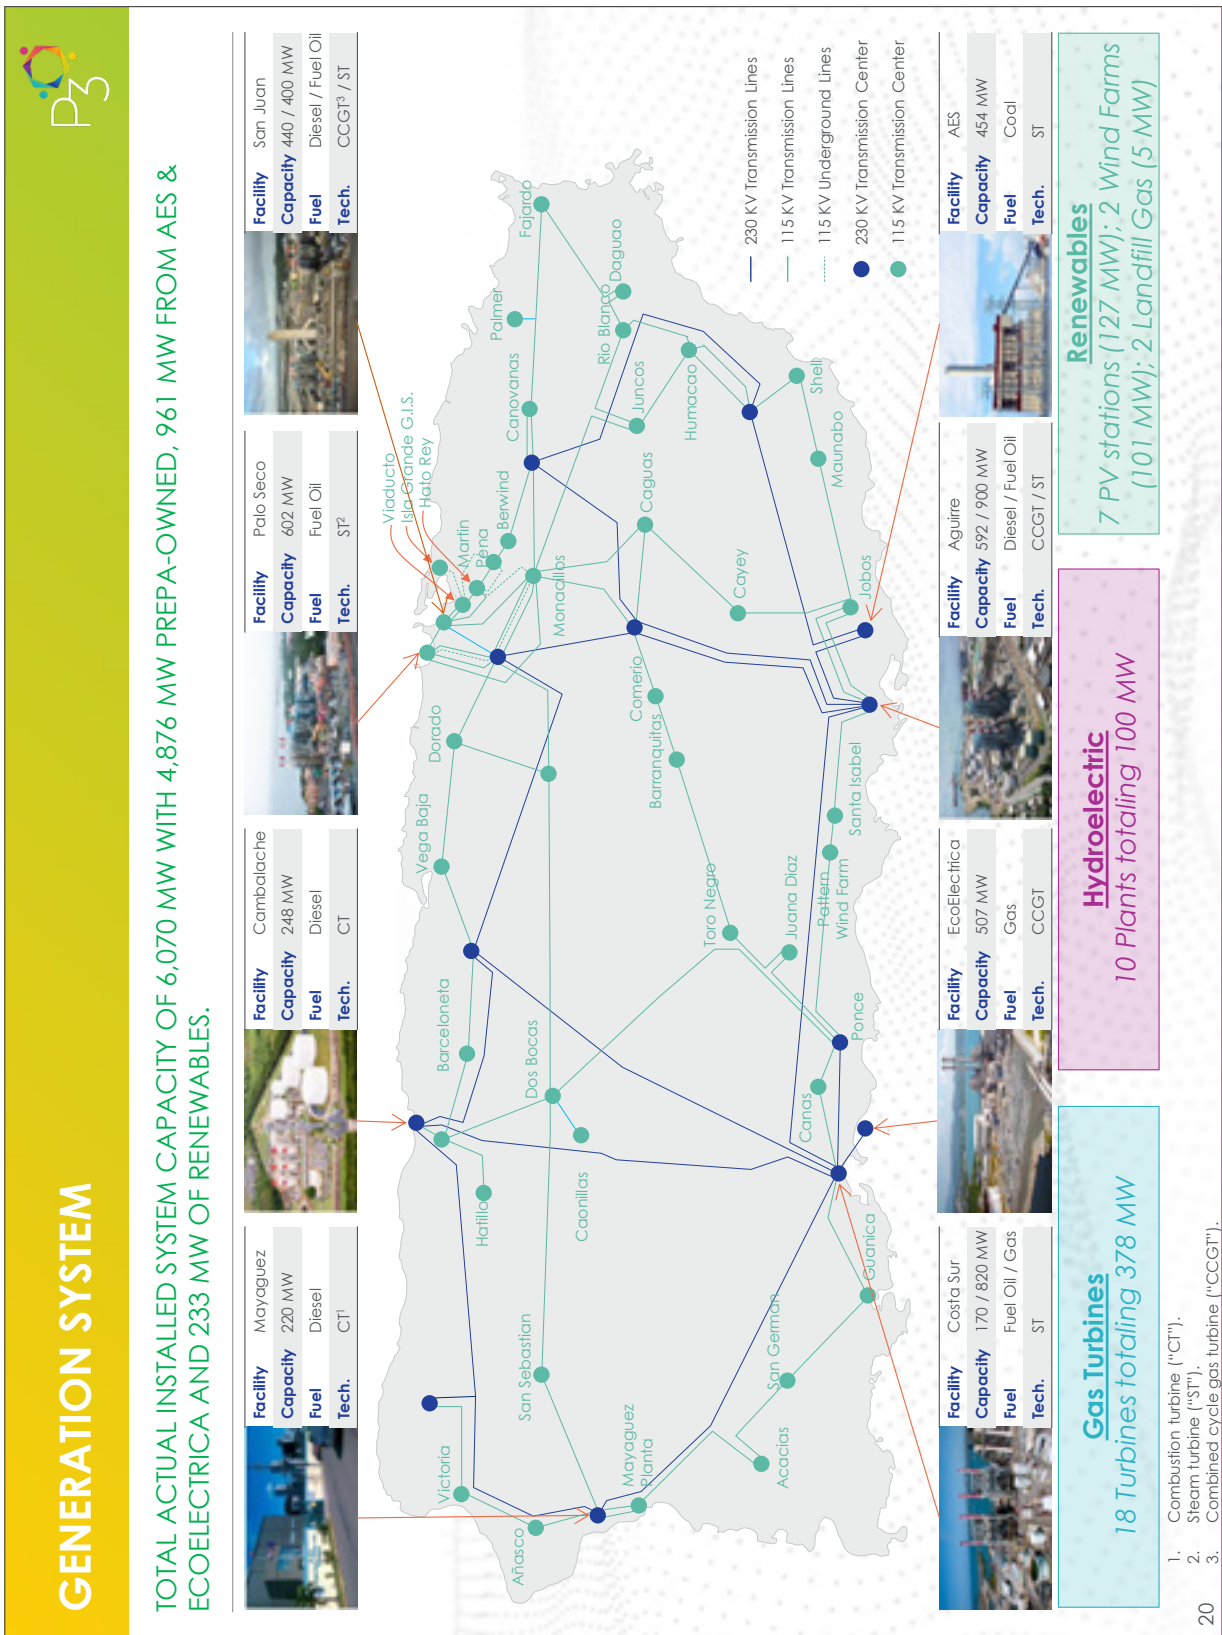 GENERATION SYSTEM
P3
TOTAL ACTUAL INSTALLED SYSTEM CAPACITY OF 6,070 MW WITH 4,876 MW PREPA-OWNED, 961 MW FROM AES &
ECOELECTRICA AND 233 MW OF RENEWABLES.
Facility Mayaguez
Capacity 220 MW
Fuel Diesel
Tech. CT¹
Facility Cambalache
Capacity 248 MW
Fuel Diesel
Tech. CT
Facility Palo Seco
Capacity 602 MW
Fuel Fuel Oil
Tech. ST²
Facility San Juan
Capacity 440 / 400 MW
Fuel Diesel / Fuel Oil
Tech. CCGT³ / ST
Viaducto
Isla Grande G.I.S.
Hato Rey
Martin
Pena
Berwind
Canovanas
Palmer
Fajardo
Victoria
Hatillo
Barceloneta
Vega Baja
Dorado
Monacillos
Rio Blanco
Daguao
Añasco
San Sebastian
Dos Bocas
Caonillas
Juncos
Caguas
Humacao
Mayaguez
Planta
Comerio
Barranquitas
Toro Negro
Cayey
Acacias
San German
Canas
Juana Diaz
Pattern
Wind Farm
Santa Isabel
Maunabo
Shell
Guanica
Ponce
Jobos
230 KV Transmission Lines
115 KV Transmission Lines
115 KV Underground Lines
230 KV Transmission Center
115 KV Transmission Center
Facility Costa Sur
Capacity 170 / 820 MW
Fuel Fuel Oil / Gas
Tech. ST
Facility EcoElectrica
Capacity 507 MW
Fuel Gas
Tech. CCGT
Facility Aguirre
Capacity 592 / 900 MW
Fuel Diesel / Fuel Oil
Tech. CCGT / ST
Facility AES
Capacity 454 MW
Fuel Coal
Tech. ST
Gas Turbines
18 Turbines totaling 378 MW
Hydroelectric
10 Plants totaling 100 MW
Renewables
7 PV stations (127 MW); 2 Wind Farms
(101 MW); 2 Landfill Gas (5 MW)
1. Combustion turbine ("CT").
2. Steam turbine ("ST").
3. Combined cycle gas turbine ("CCGT").
20